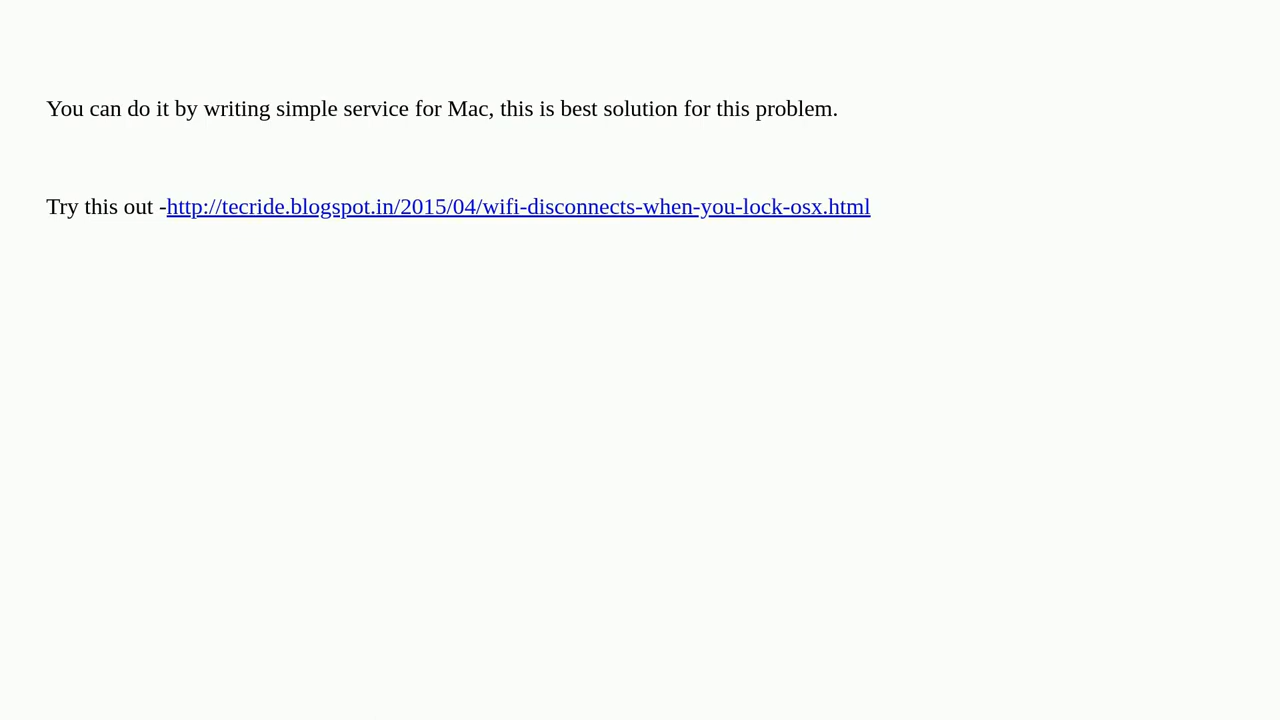 You can do it by writing simple service for Mac, this is best solution for this problem.
Try this out -http://tecride.blogspot.in/2015/04/wifi-disconnects-when-you-lock-osx.html